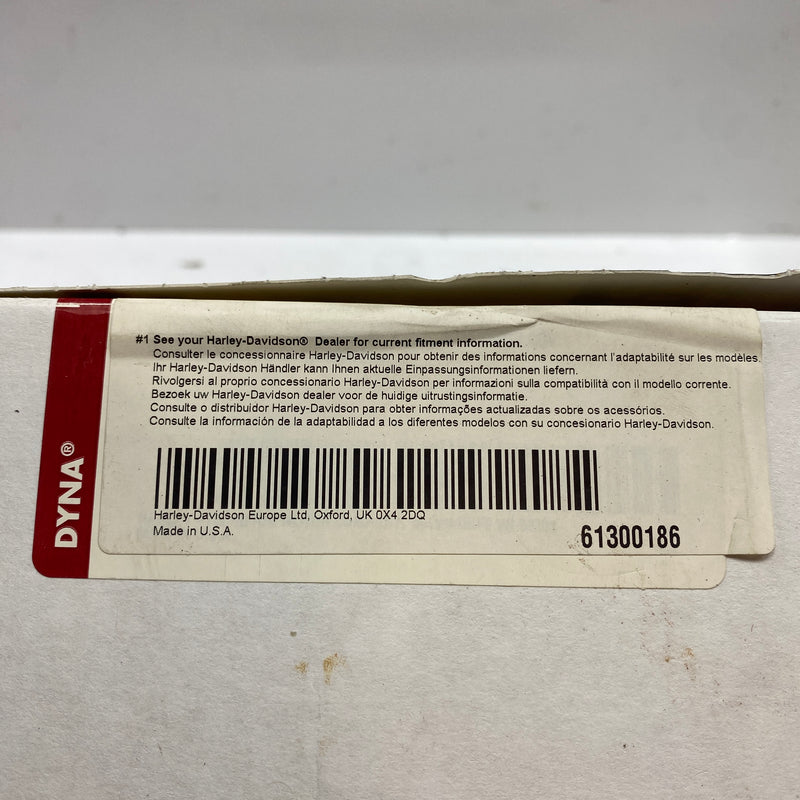 DYNA®
#1 See your Harley-Davidson® Dealer for current fitment information.
Consulter le concessionnaire Harley-Davidson pour obtenir des informations concernant l'adaptabilité sur les modèles.
Ihr Harley-Davidson Händler kann Ihnen aktuelle Einpassungsinformationen liefern.
Rivolgersi al proprio concessionario Harley-Davidson per informazioni sulla compatibilità con il modello corrente.
Bezoek uw Harley-Davidson dealer voor de huidige uitrustingsinformatie.
Consulte o distribuidor Harley-Davidson para obter informações actualizadas sobre os acessórios.
Consulte la información de la adaptabilidad a los diferentes modelos con su concesionario Harley-Davidson.
Harley-Davidson Europe Ltd, Oxford, UK 0X4 2DQ
Made in U.S.A.
61300186